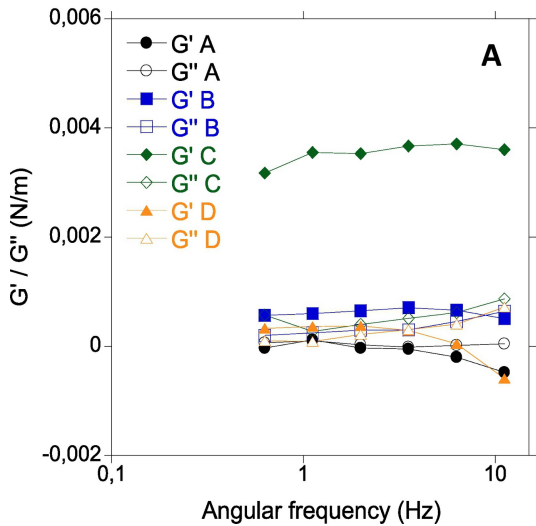 0,006
G' A
G'' A
A
G' B
G'' B
0,004
G' C
G'' C
G' D
G'' D
0,002
0
-0,002
0,1
1
10
G' / G'' (N/m)
Angular frequency (Hz)